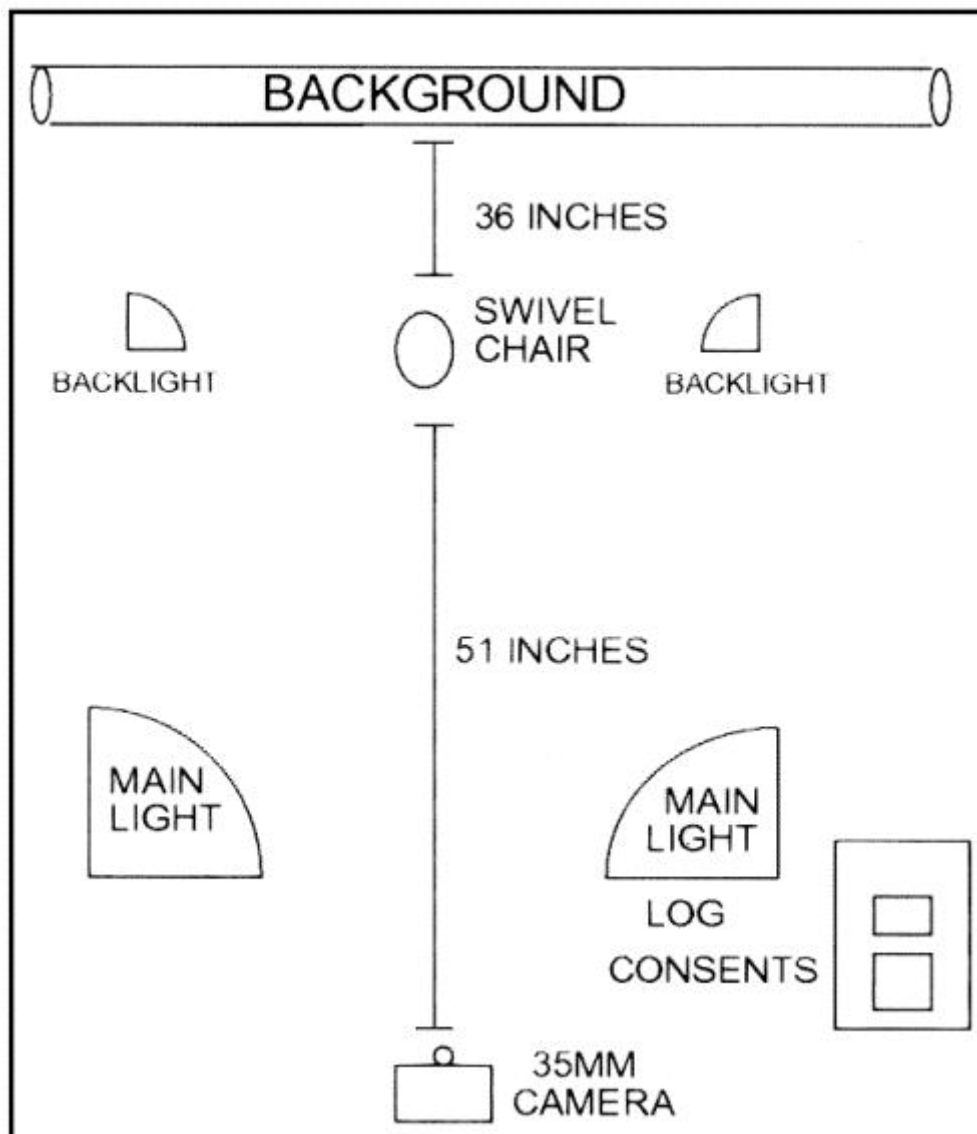 BACKGROUND
36 INCHES
SWIVEL
CHAIR
BACKLIGHT
BACKLIGHT
51 INCHES
MAIN
LIGHT
MAIN
LIGHT
LOG
CONSENTS
35MM
CAMERA